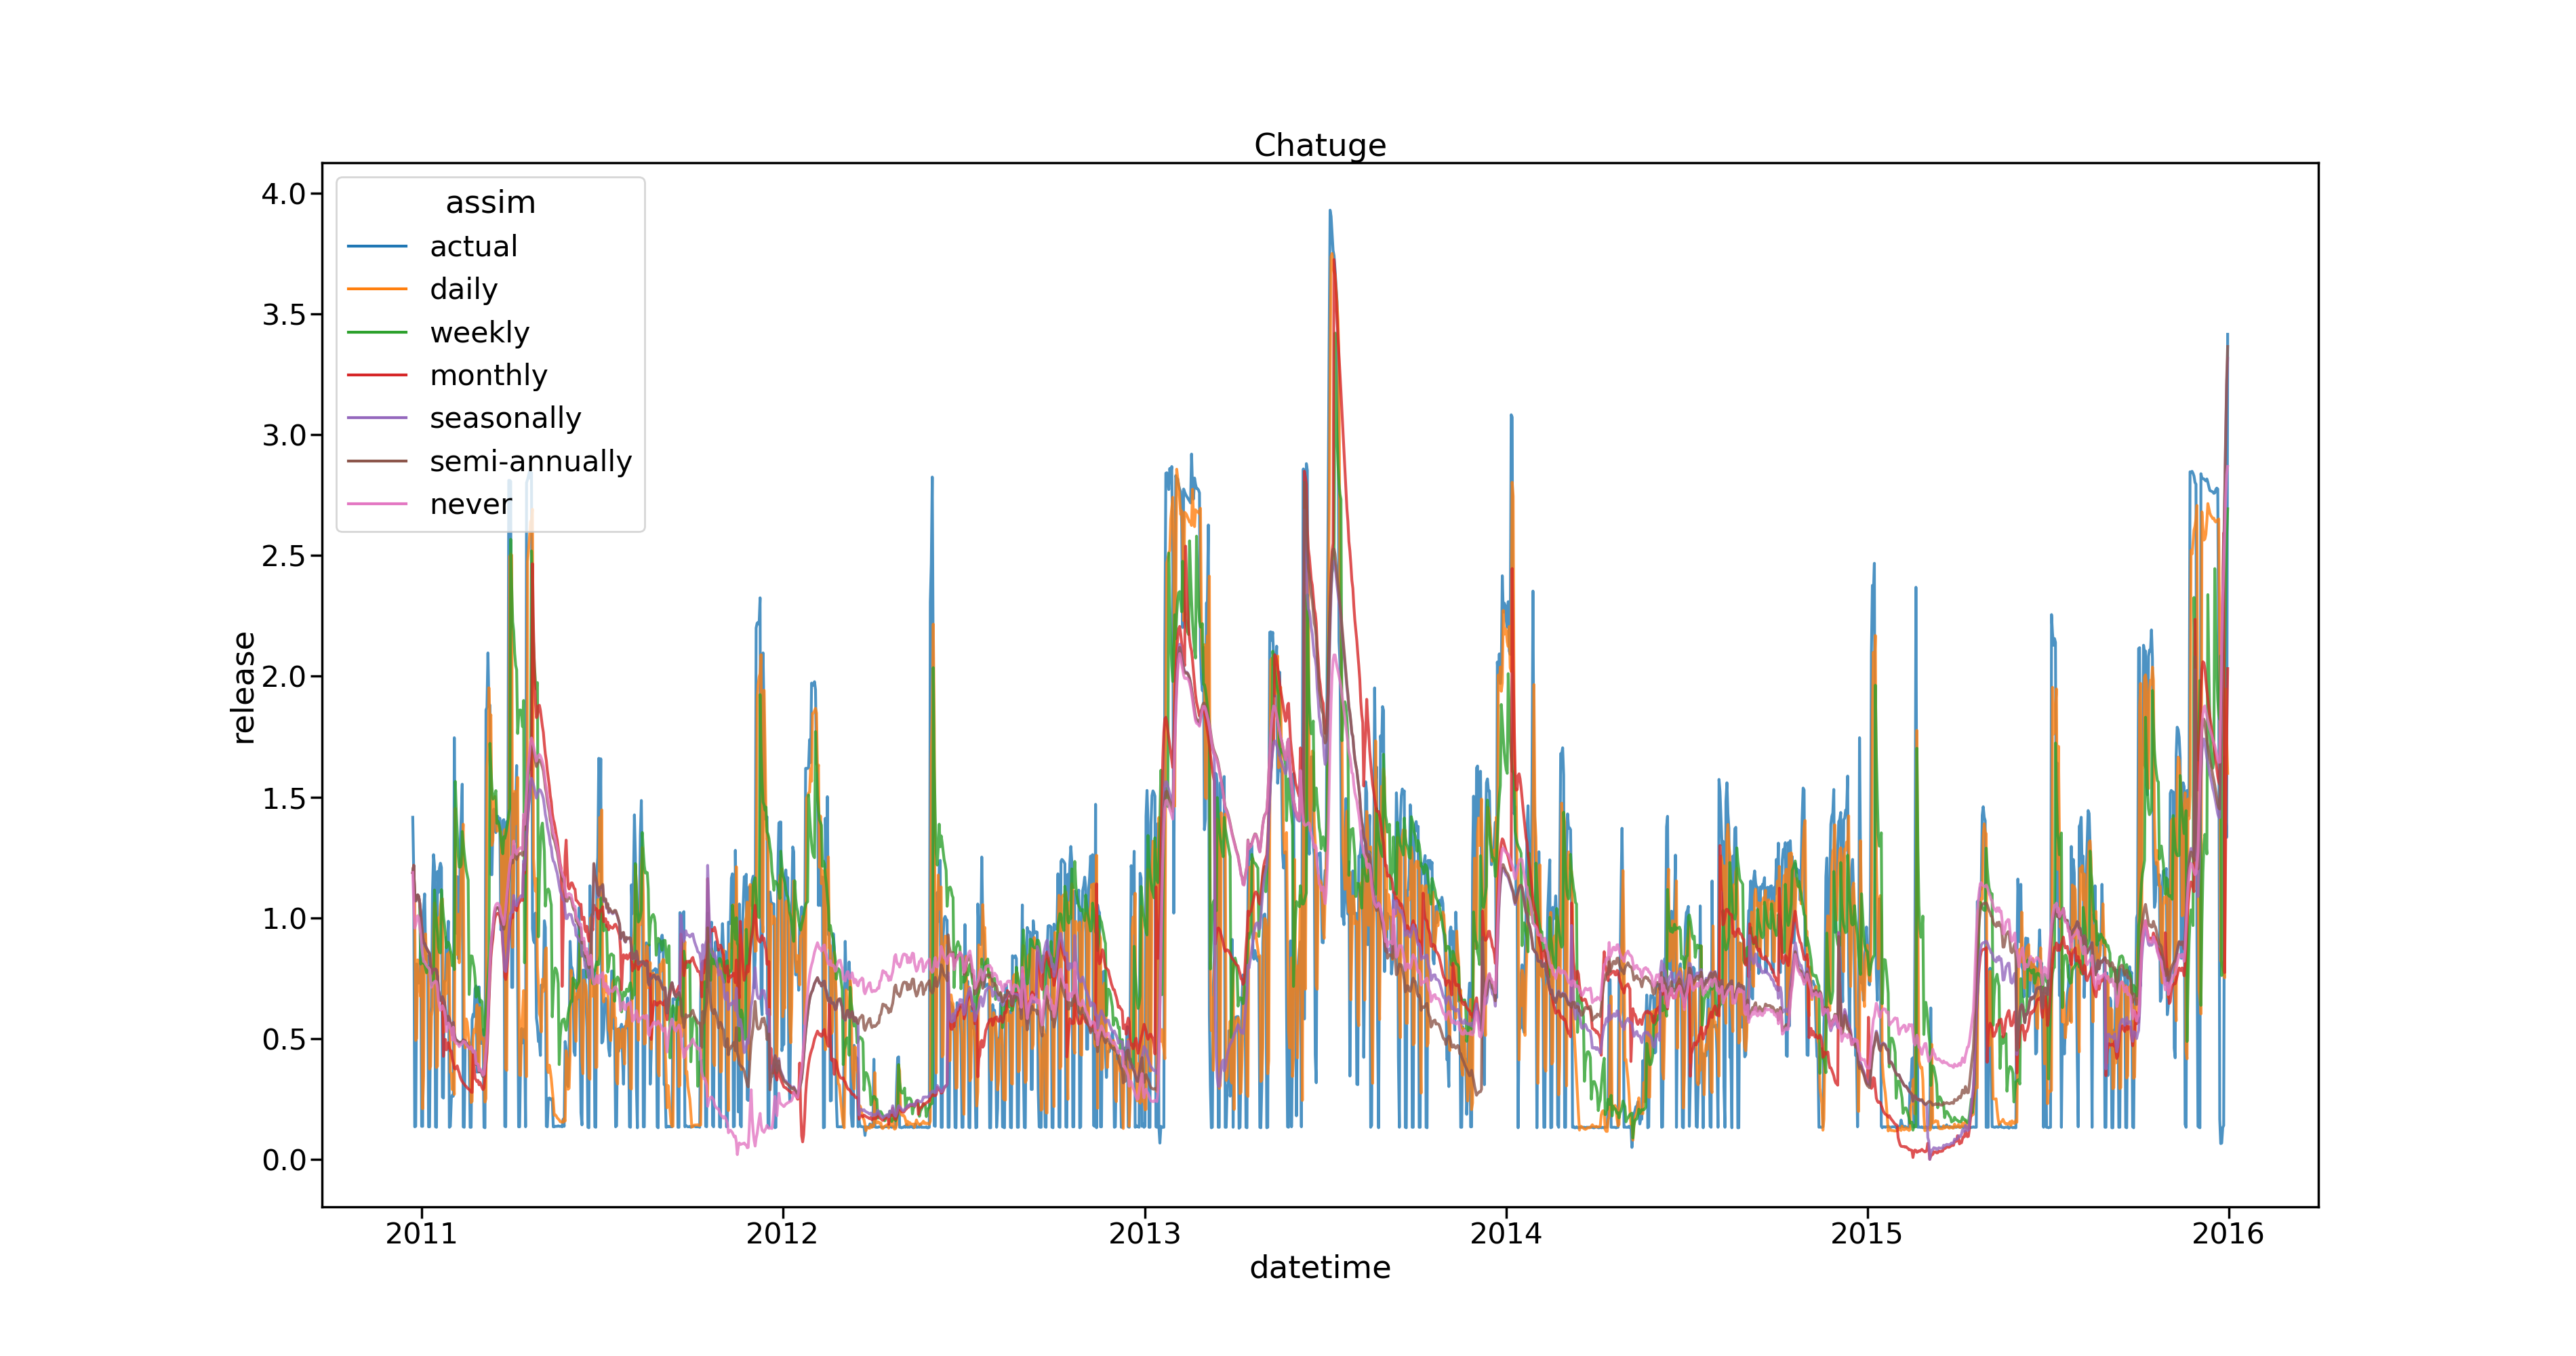 Chatuge
assim
actual
daily
weekly
monthly
seasonally
semi-annually
never
4.0
3.5
3.0
2.5
2.0
1.5
1.0
0.5
0.0
release
2011 2012 2013 2014 2015 2016
datetime